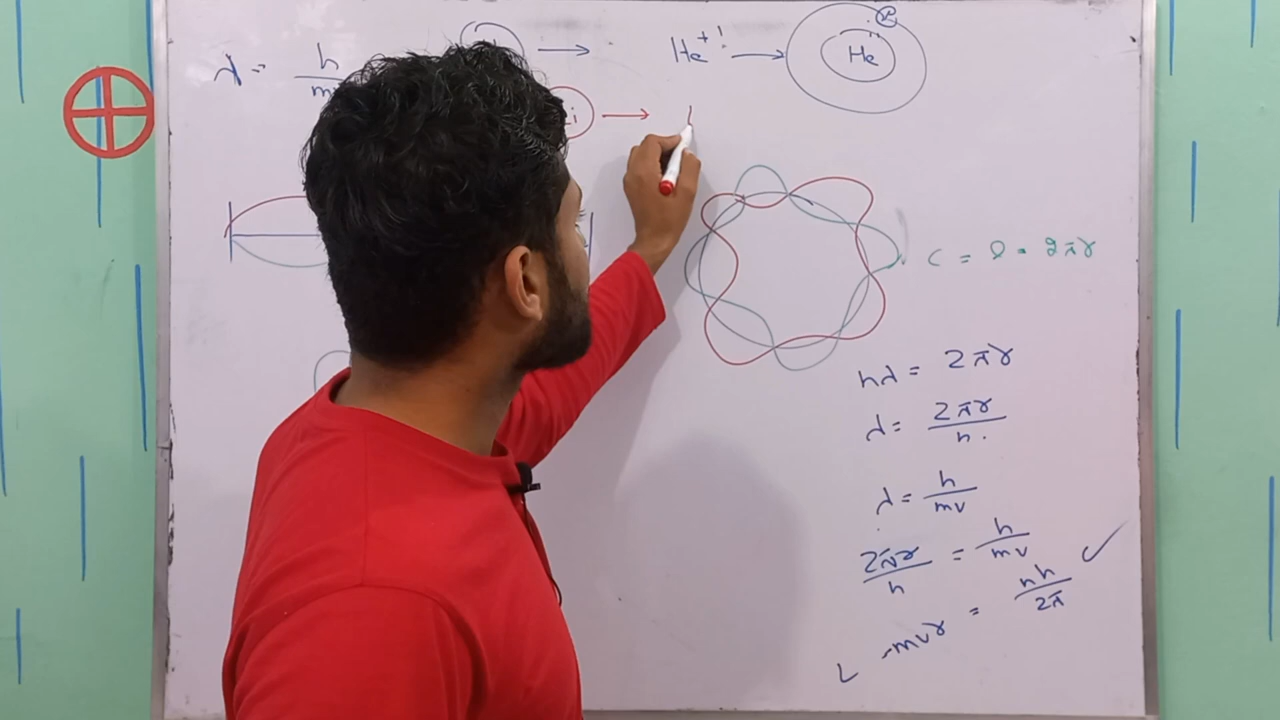 λ = h/m
He⁺¹ → He
i →
C = l = 2πr
nλ = 2πr
λ = 2πr/n.
λ = h/mv
2πr/n = h/mv
L mvr = nh/2π ✓